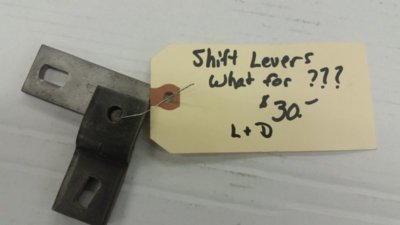 Shift Levers
what for ???
$30.-
L + D